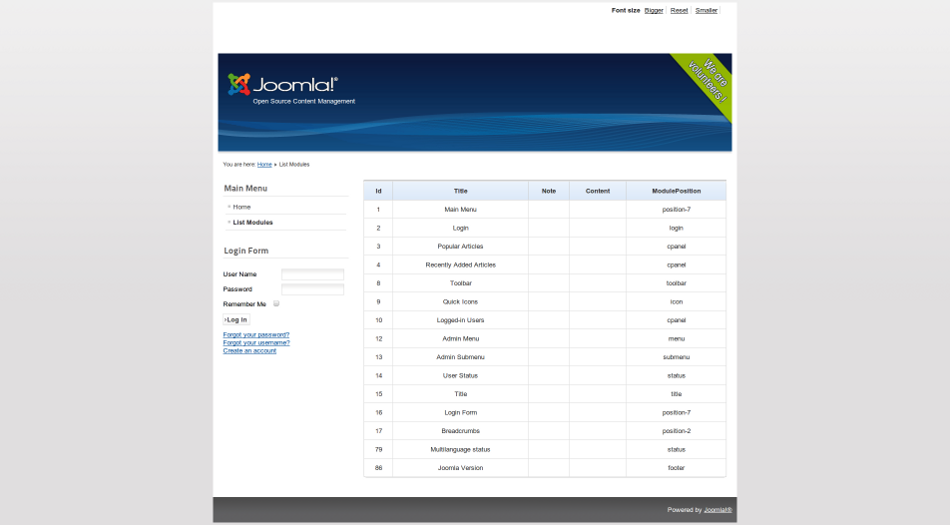 Font size Bigger Reset Smaller
Joomla!®
Open Source Content Management
We are
volunteers!
You are here: Home ▸ List Modules
Main Menu
Home
List Modules
Login Form
User Name
Password
Remember Me
Log in
Forgot your password?
Forgot your username?
Create an account
Id Title Note Content ModulePosition
1 Main Menu position-7
2 Login login
3 Popular Articles cpanel
4 Recently Added Articles cpanel
8 Toolbar toolbar
9 Quick Icons icon
10 Logged-in Users cpanel
12 Admin Menu menu
13 Admin Submenu submenu
14 User Status status
15 Title title
16 Login Form position-7
17 Breadcrumbs position-2
79 Multilanguage status status
86 Joomla Version footer
Powered by Joomla!®